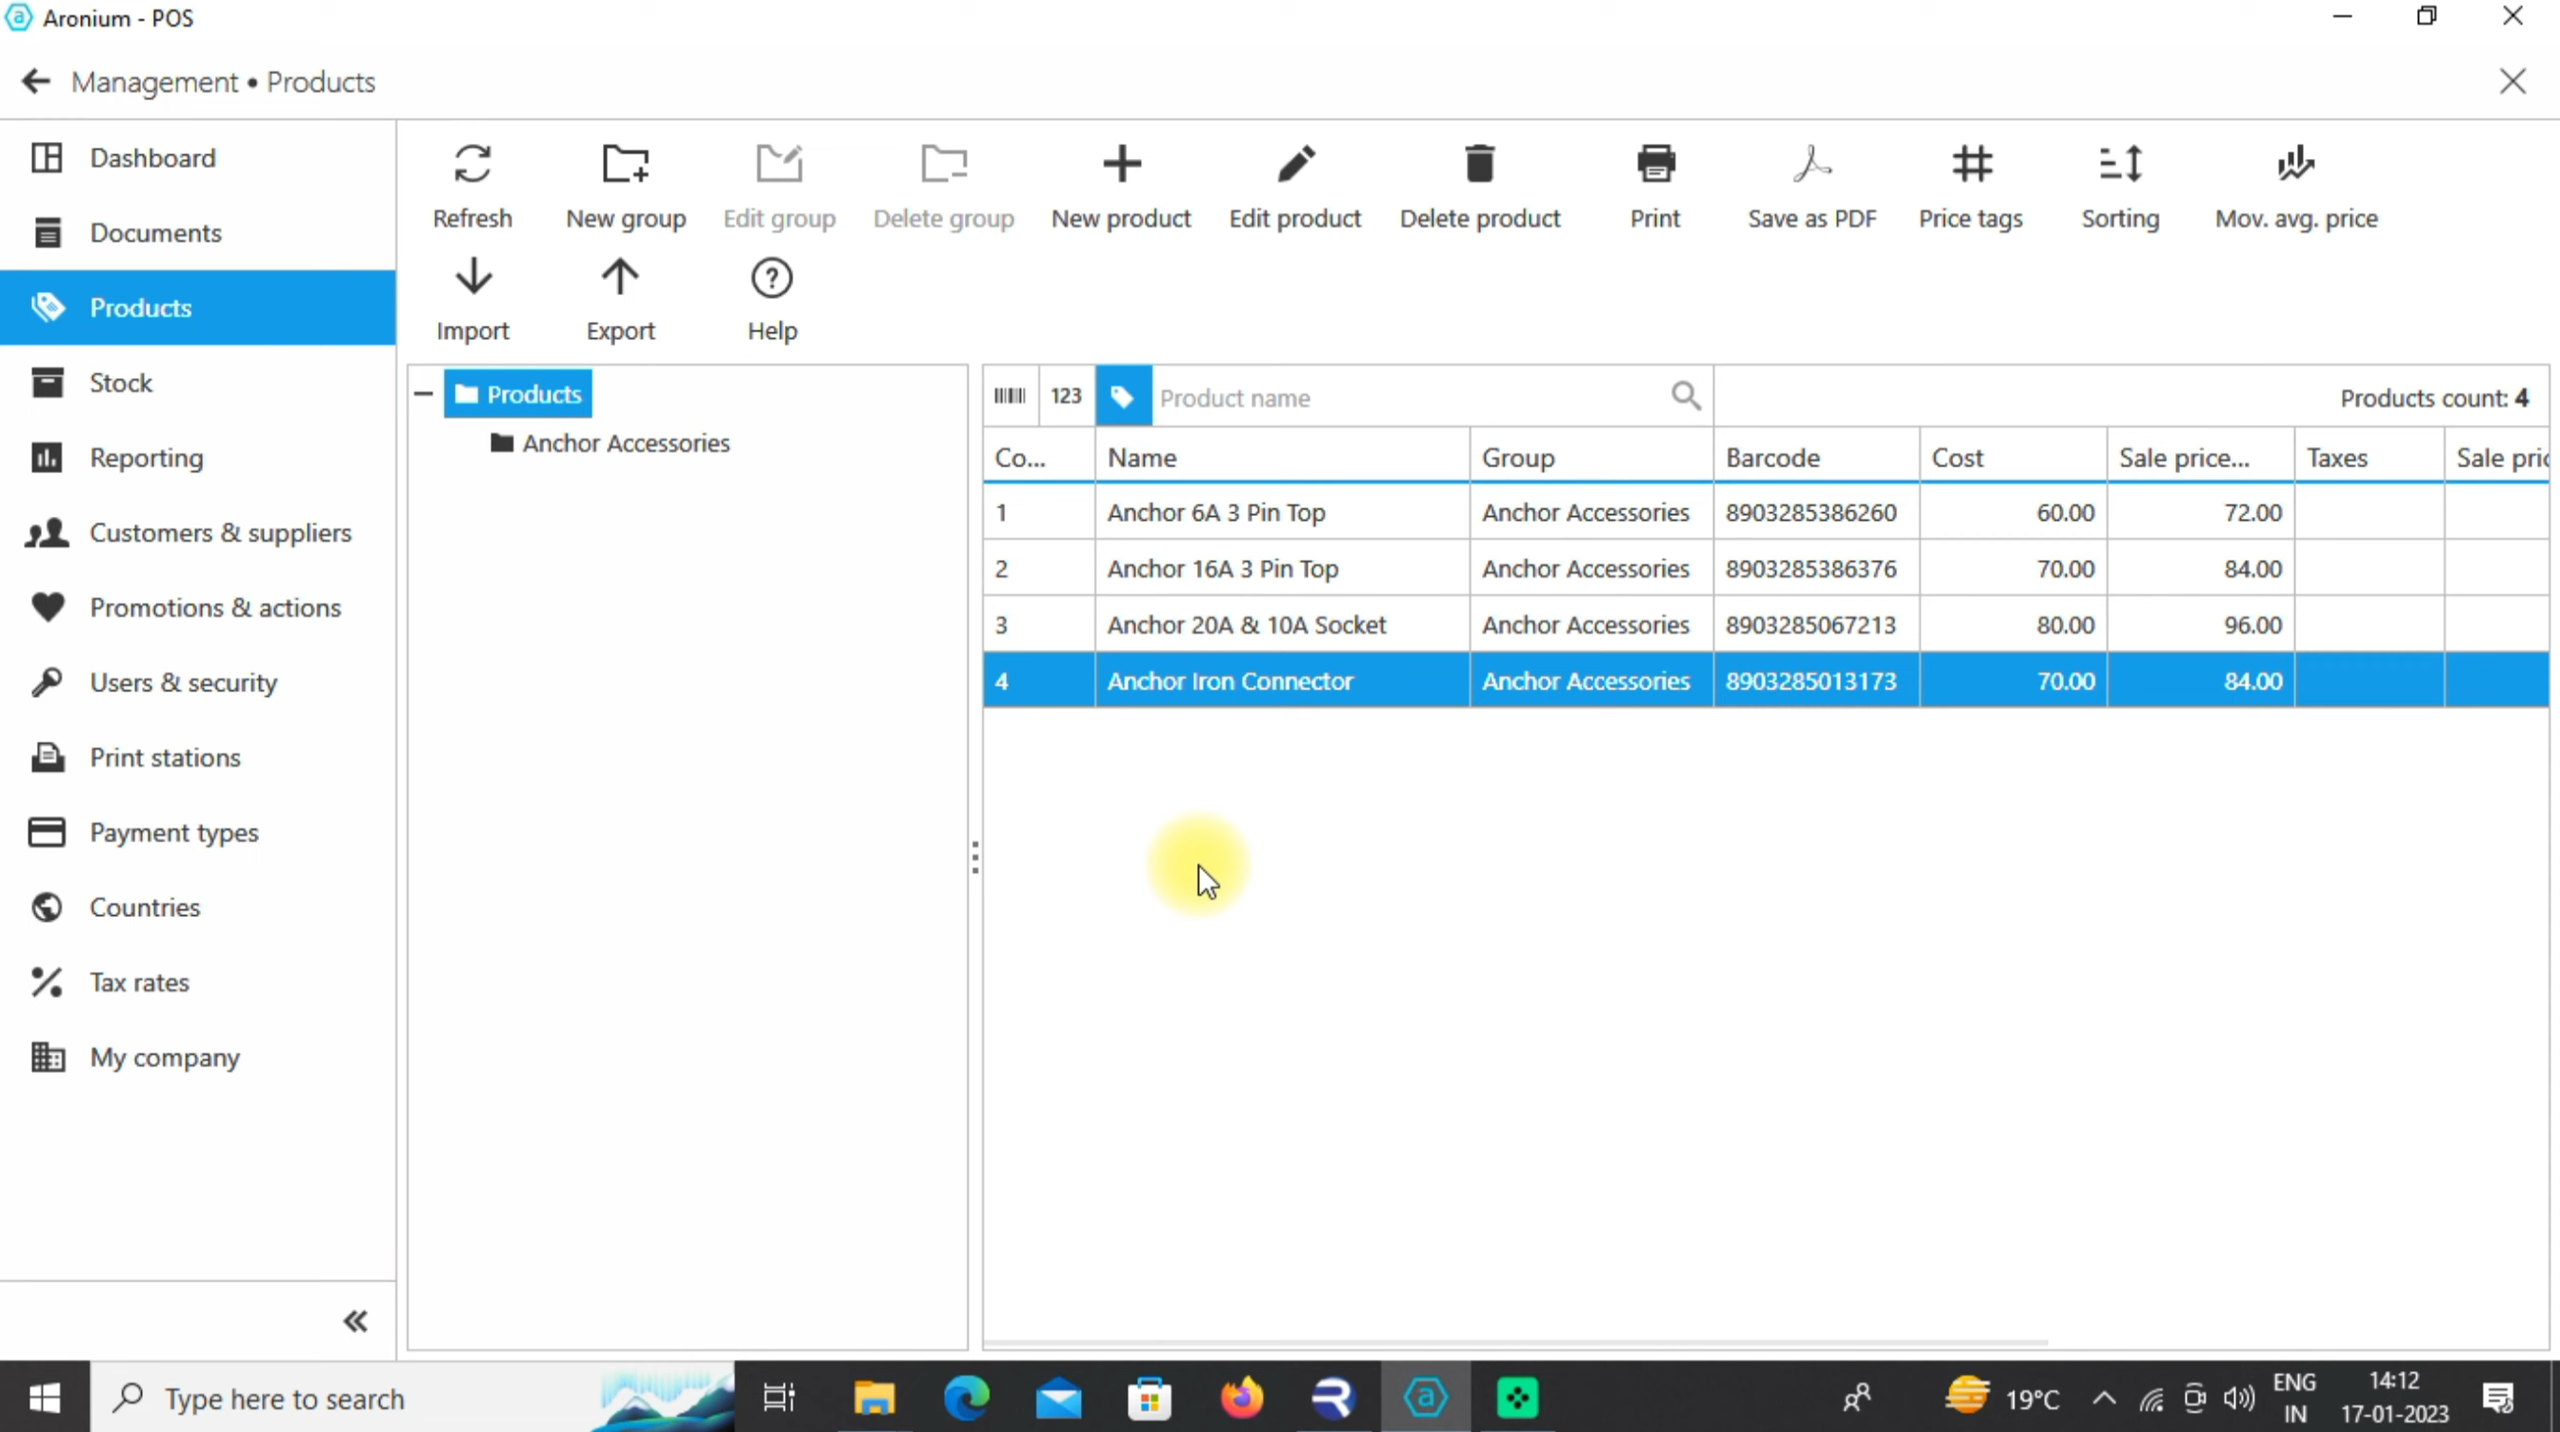 Aronium - POS
Management • Products
Dashboard
Documents
Products
Stock
Reporting
Customers & suppliers
Promotions & actions
Users & security
Print stations
Payment types
Countries
Tax rates
My company
Refresh New group Edit group Delete group New product Edit product Delete product Print Save as PDF Price tags Sorting Mov. avg. price
Import Export Help
Products
Anchor Accessories
123 Product name Products count: 4
Co... Name Group Barcode Cost Sale price... Taxes Sale pric
1 Anchor 6A 3 Pin Top Anchor Accessories 8903285386260 60.00 72.00
2 Anchor 16A 3 Pin Top Anchor Accessories 8903285386376 70.00 84.00
3 Anchor 20A & 10A Socket Anchor Accessories 8903285067213 80.00 96.00
4 Anchor Iron Connector Anchor Accessories 8903285013173 70.00 84.00
Type here to search
19°C
ENG
IN
14:12
17-01-2023